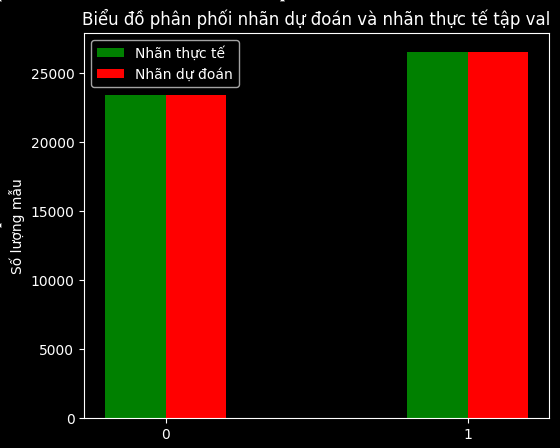 Biểu đồ phân phối nhãn dự đoán và nhãn thực tế tập val
Nhãn thực tế
Nhãn dự đoán
Số lượng mẫu
25000
20000
15000
10000
5000
0
0
1